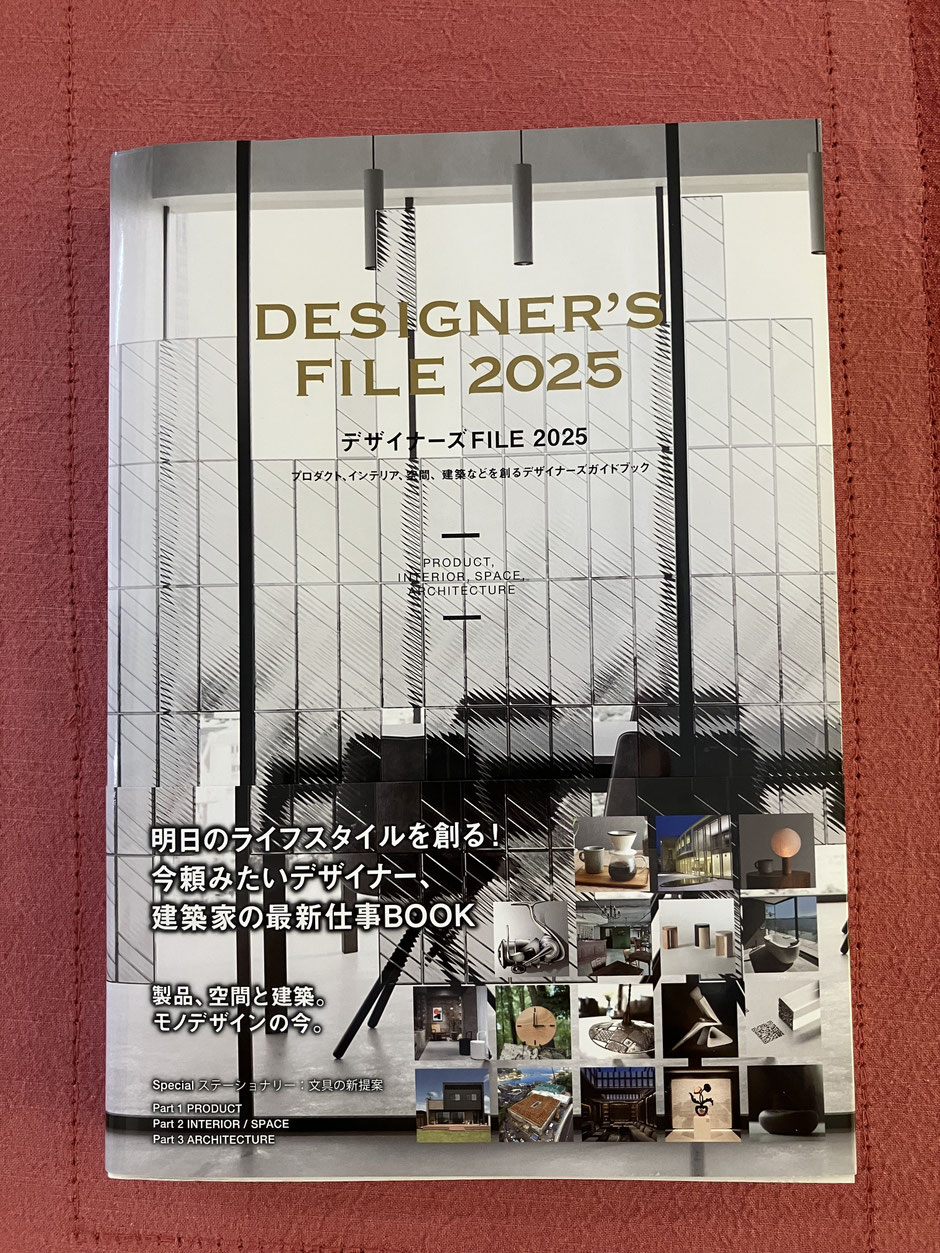 DESIGNER'S
FILE 2025
デザイナーズFILE 2025
プロダクト、インテリア、空間、建築などを創るデザイナーズガイドブック
PRODUCT,
INTERIOR, SPACE,
ARCHITECTURE
明日のライフスタイルを創る!
今頼みたいデザイナー、
建築家の最新仕事BOOK
製品、空間と建築。
モノデザインの今。
Special ステーショナリー:文具の新提案
Part 1 PRODUCT
Part 2 INTERIOR / SPACE
Part 3 ARCHITECTURE